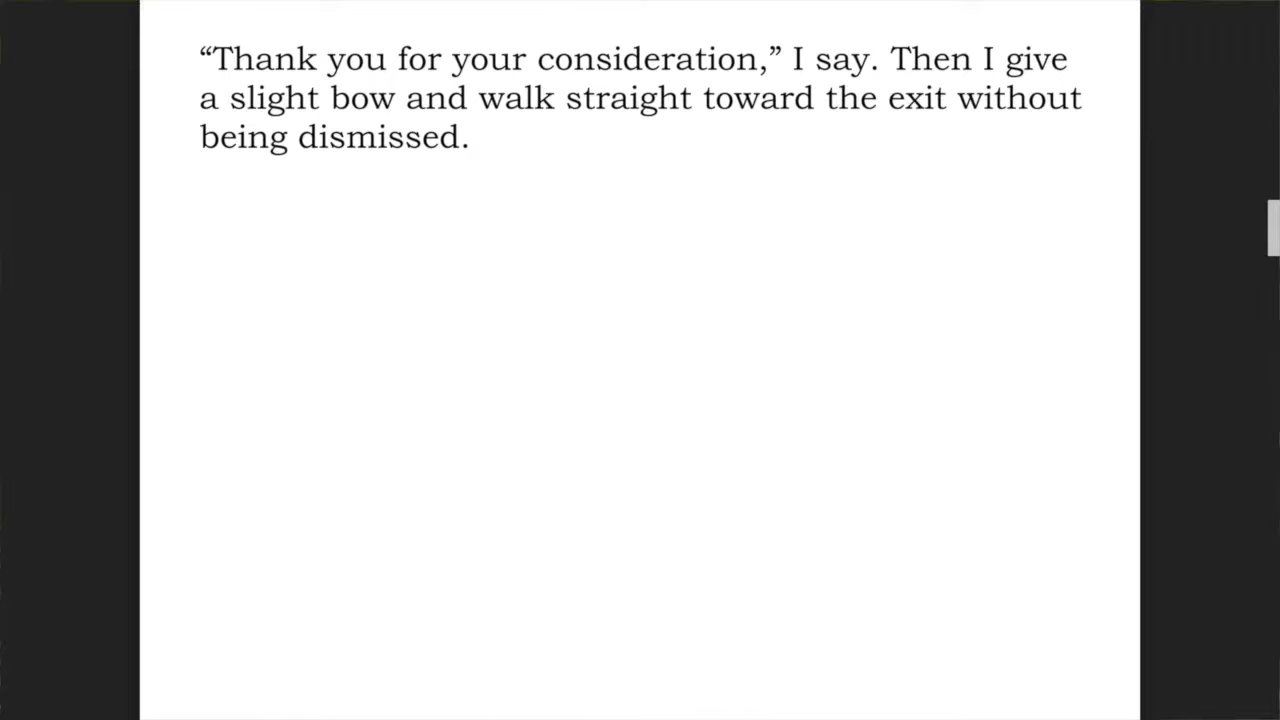 “Thank you for your consideration,” I say. Then I give
a slight bow and walk straight toward the exit without
being dismissed.